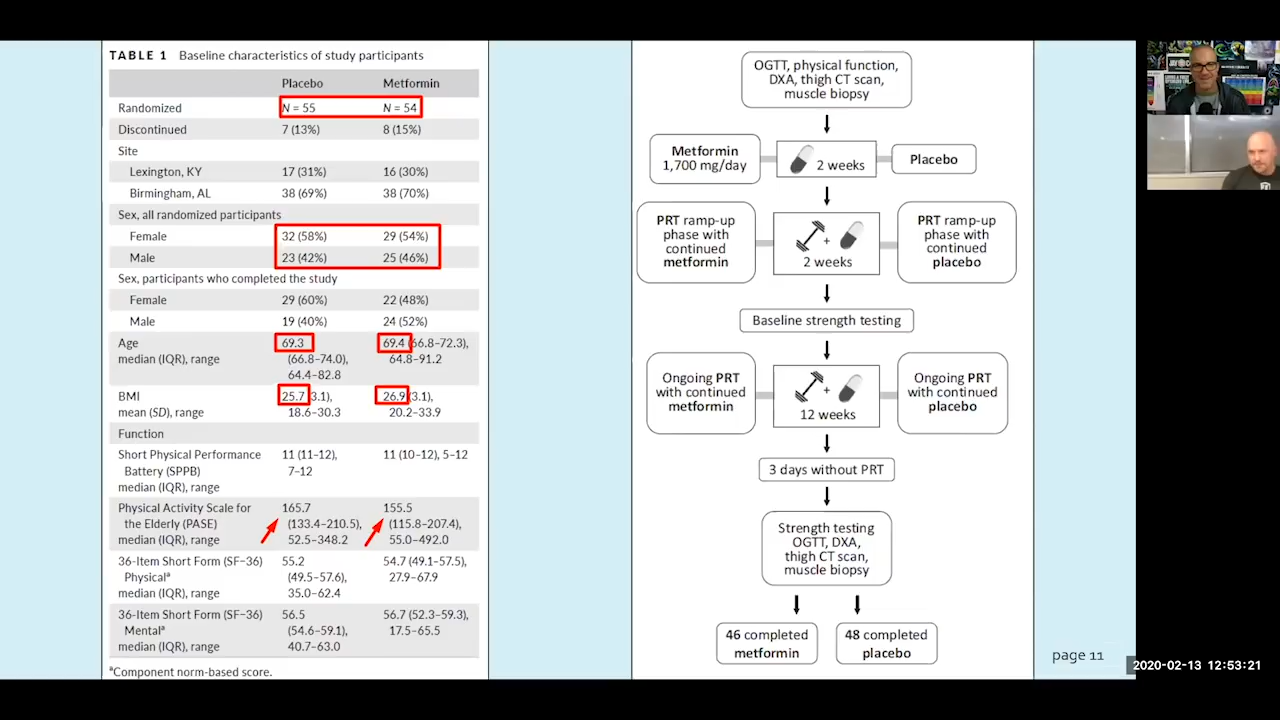 TABLE 1 Baseline characteristics of study participants
Placebo Metformin
Randomized N = 55 N = 54
Discontinued 7 (13%) 8 (15%)
Site
Lexington, KY 17 (31%) 16 (30%)
Birmingham, AL 38 (69%) 38 (70%)
Sex, all randomized participants
Female 32 (58%) 29 (54%)
Male 23 (42%) 25 (46%)
Sex, participants who completed the study
Female 29 (60%) 22 (48%)
Male 19 (40%) 24 (52%)
Age 69.3 69.4 (66.8–72.3),
median (IQR), range (66.8–74.0), 64.8–91.2
64.4–82.8
BMI 25.7 (3.1), 26.9 (3.1),
mean (SD), range 18.6–30.3 20.2–33.9
Function
Short Physical Performance 11 (11–12), 11 (10–12), 5–12
Battery (SPPB) 7–12
median (IQR), range
Physical Activity Scale for 165.7 155.5
the Elderly (PASE) (133.4–210.5), (115.8–207.4),
median (IQR), range 52.5–348.2 55.0–492.0
36-Item Short Form (SF−36) 55.2 54.7 (49.1–57.5),
Physicalᵃ (49.5–57.6), 27.9–67.9
median (IQR), range 35.0–62.4
36-Item Short Form (SF−36) 56.5 56.7 (52.3–59.3),
Mentalᵃ (54.6–59.1), 17.5–65.5
median (IQR), range 40.7–63.0
ᵃComponent norm-based score.
OGTT, physical function,
DXA, thigh CT scan,
muscle biopsy
Metformin
1,700 mg/day
2 weeks
Placebo
PRT ramp-up
phase with
continued
metformin
+
2 weeks
PRT ramp-up
phase with
continued
placebo
Baseline strength testing
Ongoing PRT
with continued
metformin
+
12 weeks
Ongoing PRT
with continued
placebo
3 days without PRT
Strength testing
OGTT, DXA,
thigh CT scan,
muscle biopsy
46 completed
metformin
48 completed
placebo
page 11
2020-02-13 12:53:21